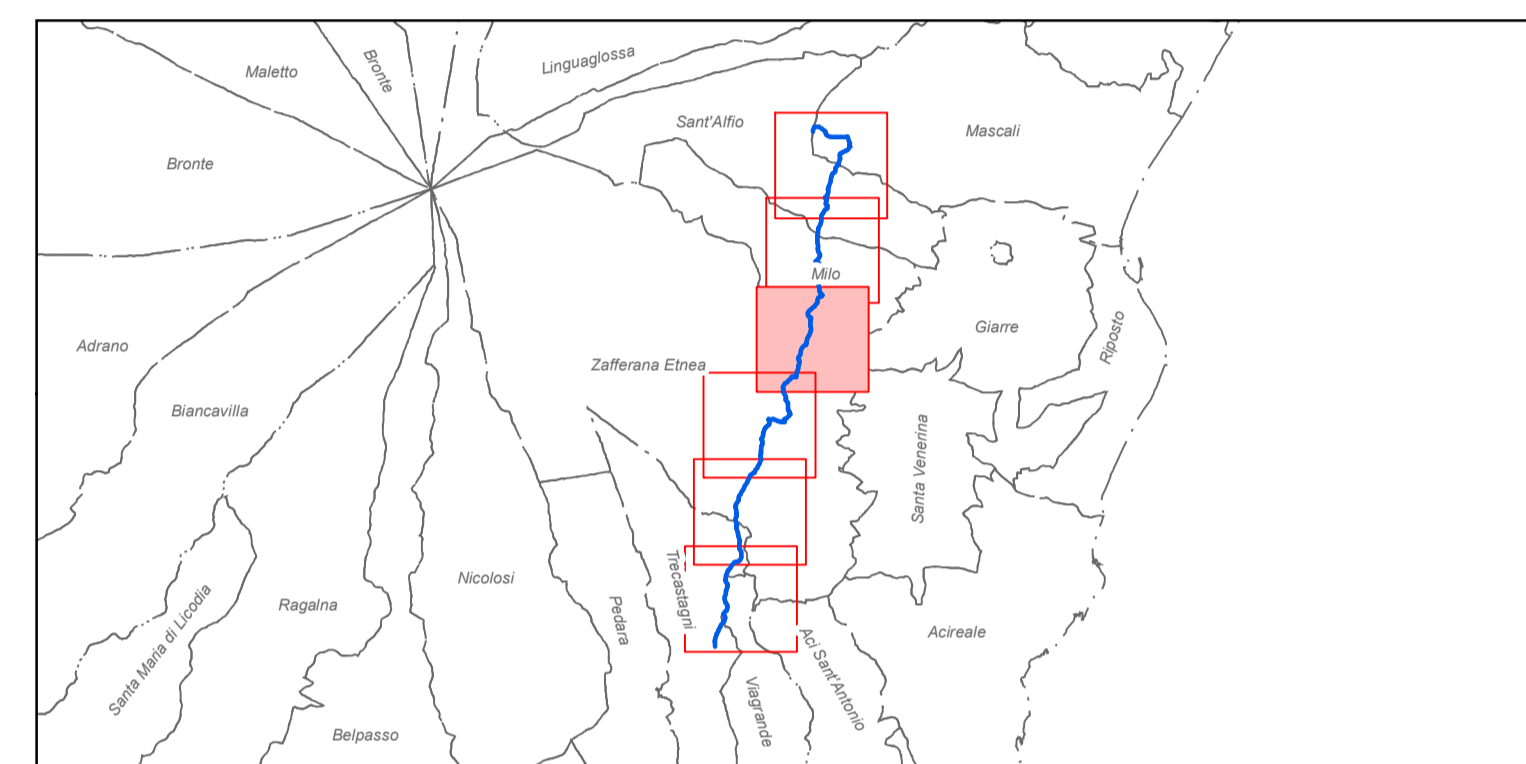 Linguaglossa
Maletto
Bronte
Sant'Alfio
Mascali
Bronte
Milo
Giarre
Riposto
Adrano
Zafferana Etnea
Biancavilla
Santa Venerina
Nicolosi
Trecastagni
Ragalna
Pedara
Santa Maria di Licodia
Acireale
Aci Sant'Antonio
Viagrande
Belpasso